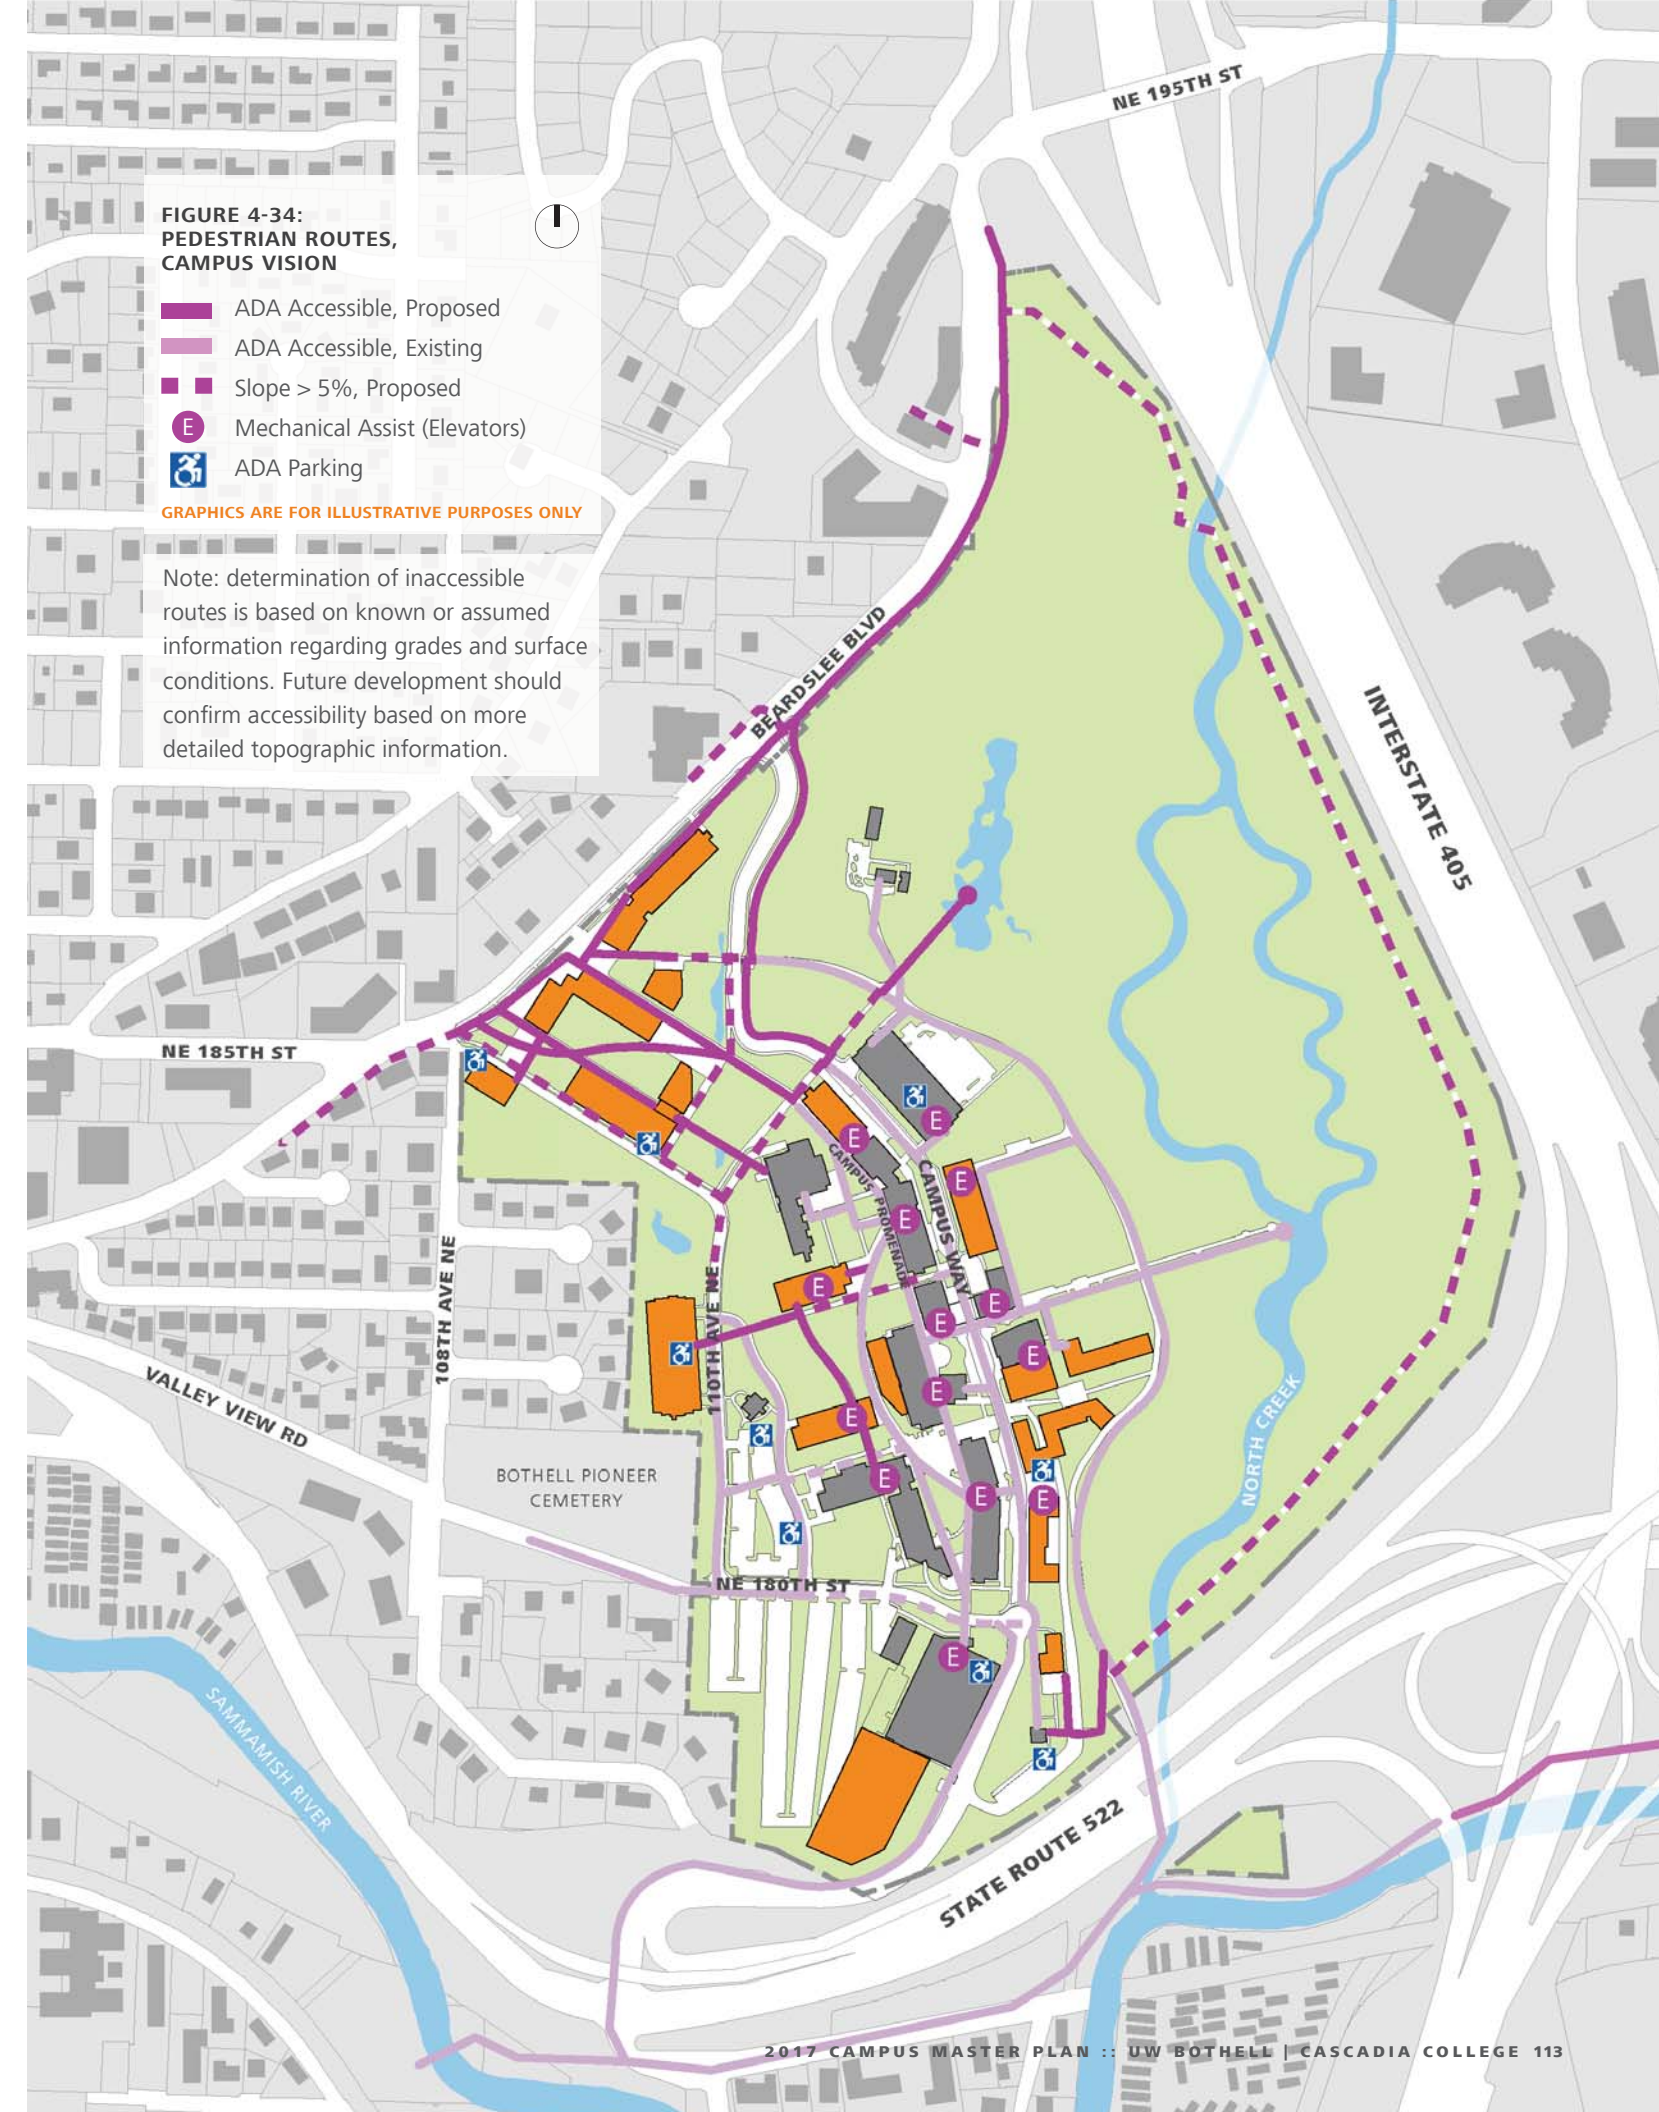 FIGURE 4-34:
PEDESTRIAN ROUTES,
CAMPUS VISION
ADA Accessible, Proposed
ADA Accessible, Existing
Slope > 5%, Proposed
E Mechanical Assist (Elevators)
ADA Parking
GRAPHICS ARE FOR ILLUSTRATIVE PURPOSES ONLY
Note: determination of inaccessible
routes is based on known or assumed
information regarding grades and surface
conditions. Future development should
confirm accessibility based on more
detailed topographic information.
NE 195TH ST
BEARDSLEE BLVD
INTERSTATE 405
NE 185TH ST
E
E
E
CAMPUS PROMENADE
CAMPUS WAY
E
E
E
E
E
E
E
E
E
E
E
E
108TH AVE NE
110TH AVE NE
VALLEY VIEW RD
NORTH CREEK
BOTHELL PIONEER
CEMETERY
NE 180TH ST
SAMMAMISH RIVER
STATE ROUTE 522
2017 CAMPUS MASTER PLAN :: UW BOTHELL | CASCADIA COLLEGE 113